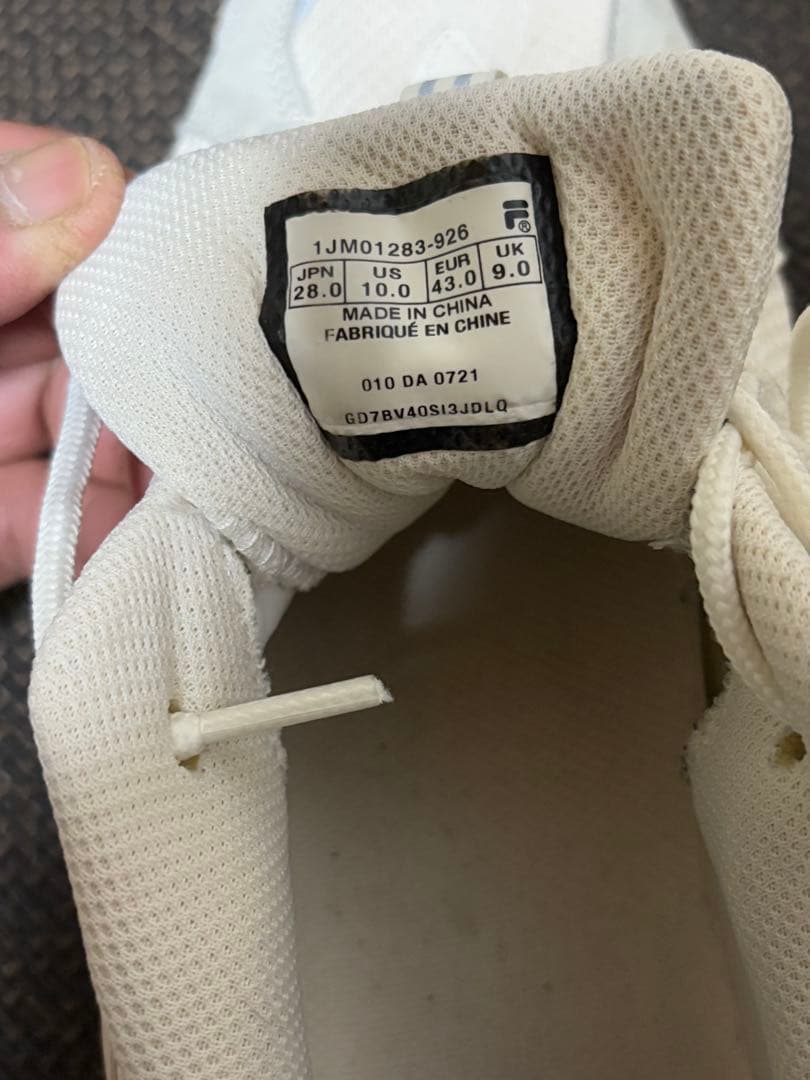 F®
1JM01283-926
JPN US EUR UK
28.0 10.0 43.0 9.0
MADE IN CHINA
FABRIQUÉ EN CHINE
010 DA 0721
GD7BV40SI3JDLQ